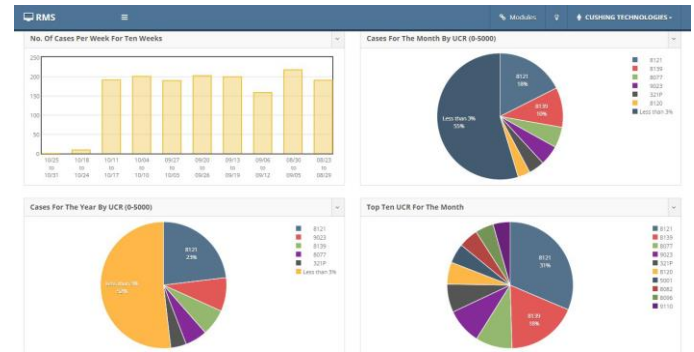 RMS
Modules
CUSHING TECHNOLOGIES
No. Of Cases Per Week For Ten Weeks
250
200
150
100
50
0
10/25 to 10/31
10/18 to 10/24
10/11 to 10/17
10/04 to 10/10
09/27 to 10/03
09/20 to 09/26
09/13 to 09/19
09/06 to 09/12
08/30 to 09/05
08/23 to 08/29
Cases For The Month By UCR (0-5000)
8121
18%
8139
10%
Less than 3%
55%
8121
8139
8077
9023
321P
8120
Less than 3%
Cases For The Year By UCR (0-5000)
8121
23%
Less than 3%
8121
9023
8139
8077
321P
Less than 3%
Top Ten UCR For The Month
8121
31%
8139
8121
8139
8077
9023
321P
8120
8082
8086
8110